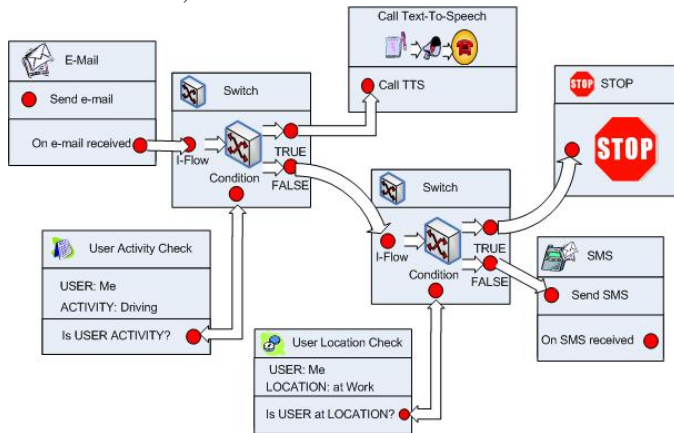 E-Mail
Send e-mail
On e-mail received
Switch
I-Flow
TRUE
FALSE
Condition
Call Text-To-Speech
Call TTS
STOP
STOP
Switch
I-Flow
TRUE
FALSE
Condition
User Activity Check
USER: Me
ACTIVITY: Driving
Is USER ACTIVITY?
User Location Check
USER: Me
LOCATION: at Work
Is USER at LOCATION?
SMS
Send SMS
On SMS received